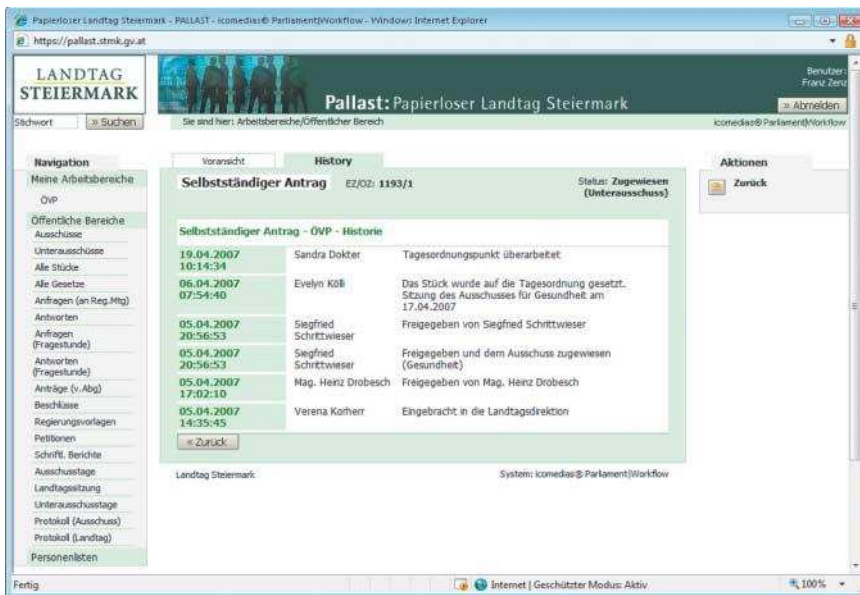 Papierloser Landtag Steiermark - PALLAST - icomedias® Parliament|Workflow - Windows Internet Explorer
https://pallast.stmk.gv.at
LANDTAG
STEIERMARK
Pallast: Papierloser Landtag Steiermark
Benutzer:
Franz Zenz
» Abmelden
Stichwort
» Suchen
Sie sind hier: Arbeitsbereiche/Öffentlicher Bereich
icomedias® Parliament|Workflow
Navigation
Meine Arbeitsbereiche
ÖVP
Öffentliche Bereiche
Ausschüsse
Unterausschüsse
Alle Stücke
Alle Gesetze
Anfragen (an Reg.Mtg)
Antworten
Anfragen
(Fragestunde)
Antworten
(Fragestunde)
Anträge (v.Abg)
Beschlüsse
Regierungsvorlagen
Petitionen
Schriftl. Berichte
Ausschusstage
Landtagssitzung
Unterausschusstage
Protokoll (Ausschuss)
Protokoll (Landtag)
Personenlisten
Voransicht
History
Selbstständiger Antrag EZ/OZ: 1193/1
Status: Zugewiesen
(Unterausschuss)
Selbstständiger Antrag - ÖVP - Historie
19.04.2007
10:14:34
Sandra Dokter
Tagesordnungspunkt überarbeitet
06.04.2007
07:54:40
Evelyn Köli
Das Stück wurde auf die Tagesordnung gesetzt.
Sitzung des Ausschusses für Gesundheit am
17.04.2007
05.04.2007
20:56:53
Siegfried
Schrittwieser
Freigegeben von Siegfried Schrittwieser
05.04.2007
20:56:53
Siegfried
Schrittwieser
Freigegeben und dem Ausschuss zugewiesen
(Gesundheit)
05.04.2007
17:02:10
Mag. Heinz Drobesch
Freigegeben von Mag. Heinz Drobesch
05.04.2007
14:35:45
Verena Korherr
Eingebracht in die Landtagsdirektion
« Zurück
Landtag Steiermark
System: icomedias® Parliament|Workflow
Aktionen
Zurück
Fertig
Internet | Geschützter Modus: Aktiv
100%